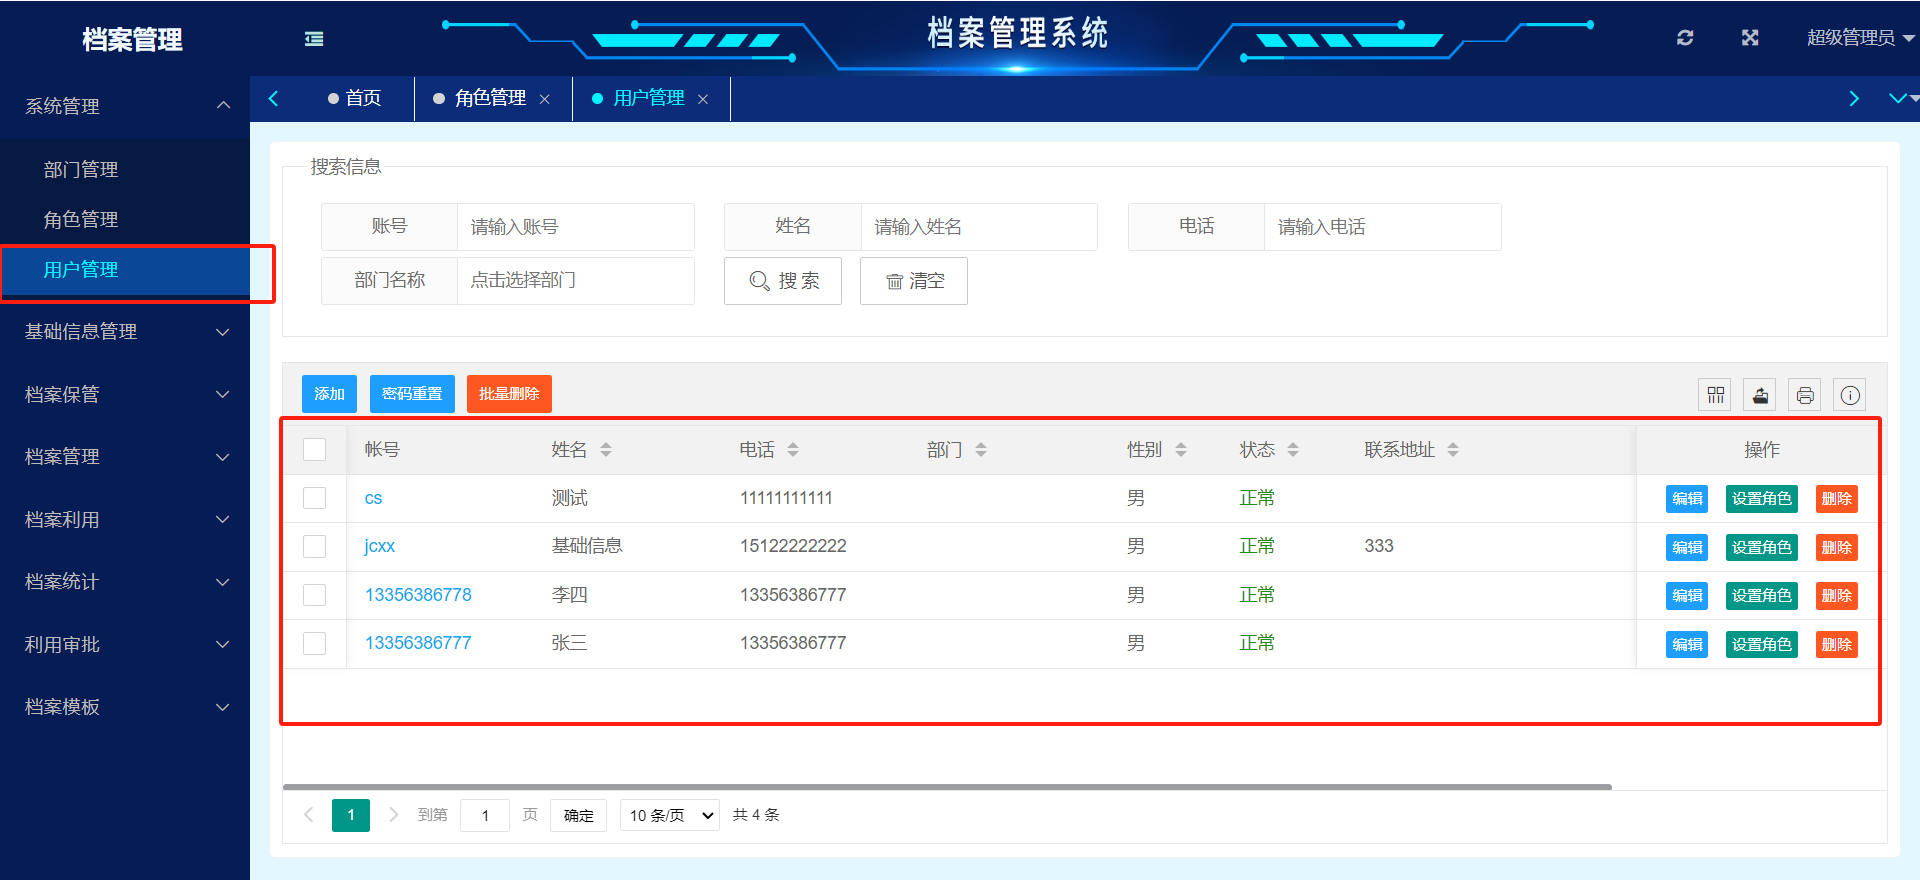 档案管理
档案管理系统
超级管理员
系统管理
部门管理
角色管理
用户管理
基础信息管理
档案保管
档案管理
档案利用
档案统计
利用审批
档案模板
首页 角色管理 用户管理
搜索信息
账号 请输入账号 姓名 请输入姓名 电话 请输入电话
部门名称 点击选择部门 搜 索 清空
添加 密码重置 批量删除
帐号 姓名 电话 部门 性别 状态 联系地址 操作
cs 测试 11111111111 男 正常 编辑 设置角色 删除
jcxx 基础信息 15122222222 男 正常 333 编辑 设置角色 删除
13356386778 李四 13356386777 男 正常 编辑 设置角色 删除
13356386777 张三 13356386777 男 正常 编辑 设置角色 删除
1 到第 1 页 确定 10 条/页 共 4 条